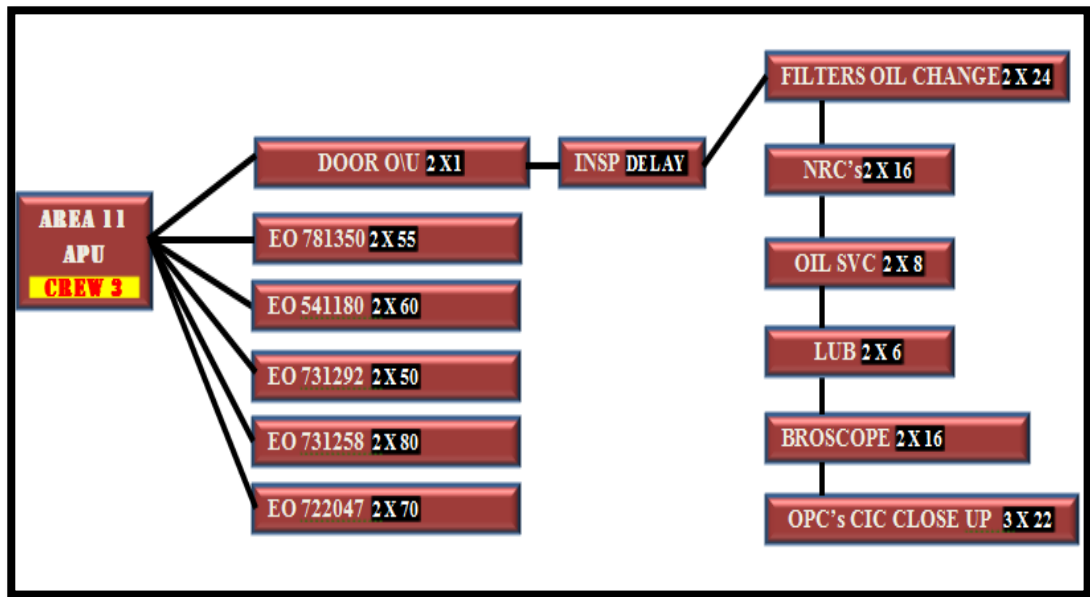 AREA 11
APU
CREW 3
DOOR O\U 2 X1
INSP DELAY
EO 781350 2 X 55
EO 541180 2 X 60
EO 731292 2 X 50
EO 731258 2 X 80
EO 722047 2 X 70
FILTERS OIL CHANGE 2 X 24
NRC's 2 X 16
OIL SVC 2 X 8
LUB 2 X 6
BROSCOPE 2 X 16
OPC's CIC CLOSE UP 3 X 22